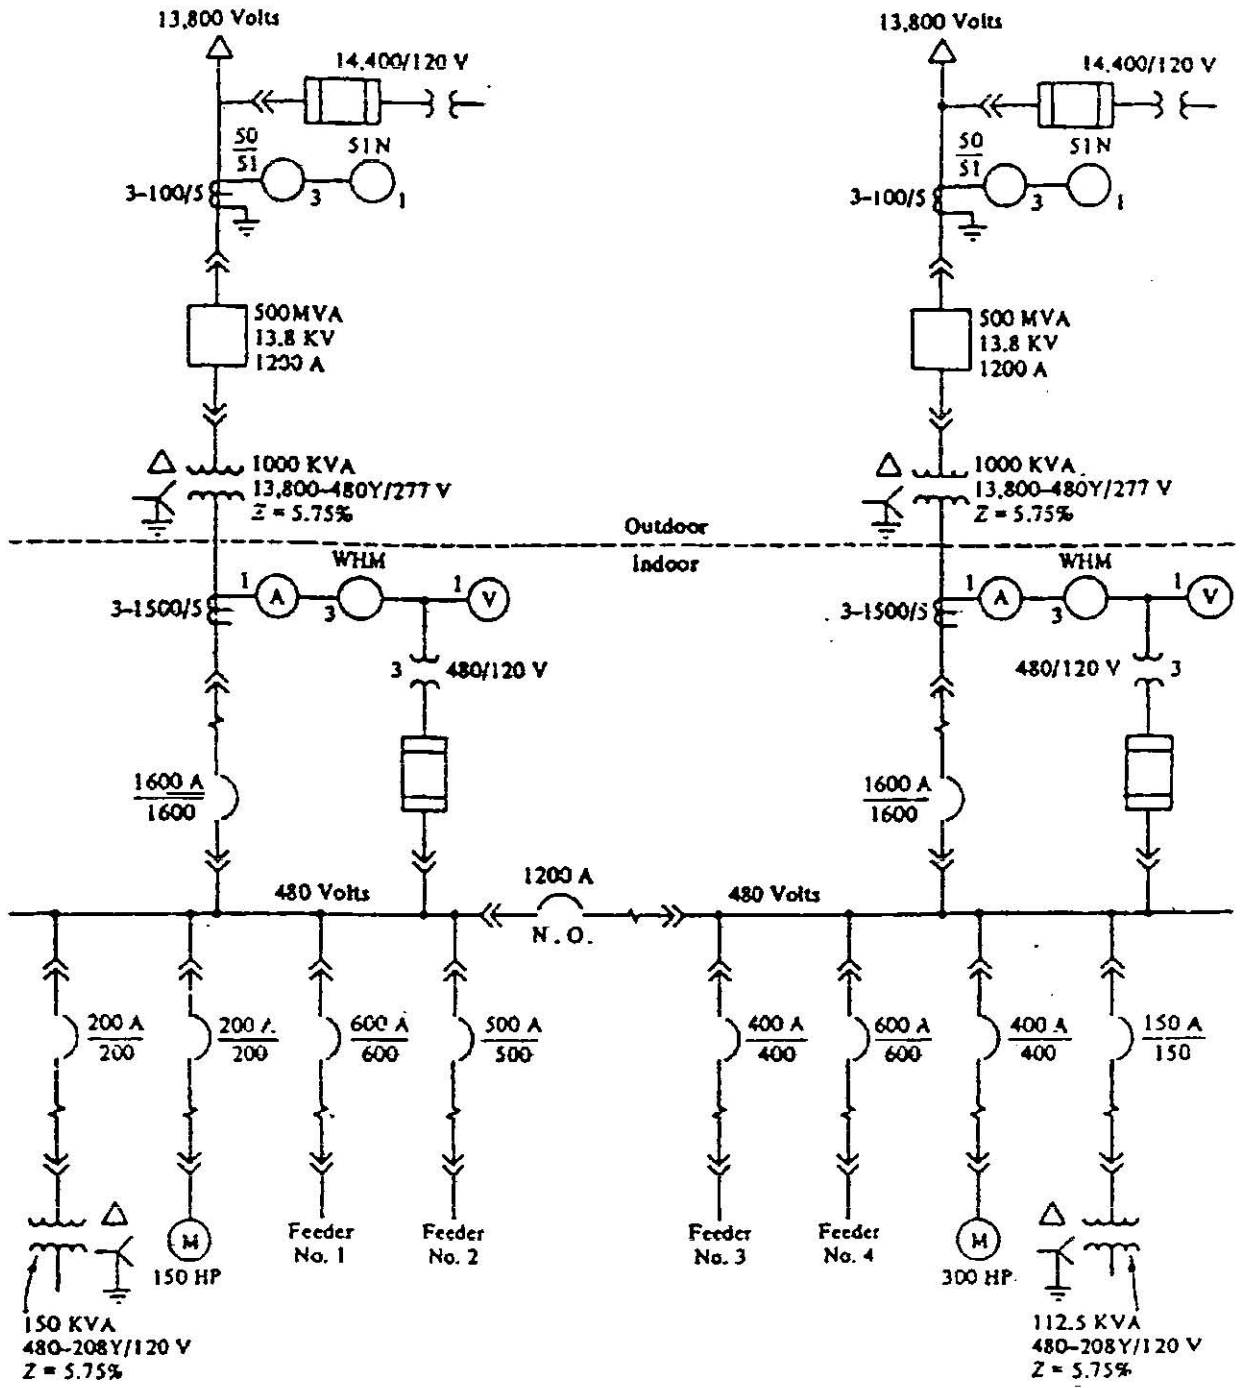 13,800 Volts
14,400/120 V
50
51
51N
3-100/5
3
1
500 MVA
13.8 KV
1200 A
1000 KVA
13,800-480Y/277 V
Z = 5.75%
13,800 Volts
14,400/120 V
50
51
51N
3-100/5
3
1
500 MVA
13.8 KV
1200 A
1000 KVA
13,800-480Y/277 V
Z = 5.75%
Outdoor
Indoor
WHM
1
A
3
1
V
3-1500/5
3
480/120 V
1600 A
1600
WHM
1
A
3
1
V
3-1500/5
480/120 V
3
1600 A
1600
480 Volts
1200 A
N.O.
480 Volts
200 A
200
200 A
200
600 A
600
500 A
500
400 A
400
600 A
600
400 A
400
150 A
150
M
150 HP
Feeder
No. 1
Feeder
No. 2
Feeder
No. 3
Feeder
No. 4
M
300 HP
150 KVA
480-208Y/120 V
Z = 5.75%
112.5 KVA
480-208Y/120 V
Z = 5.75%